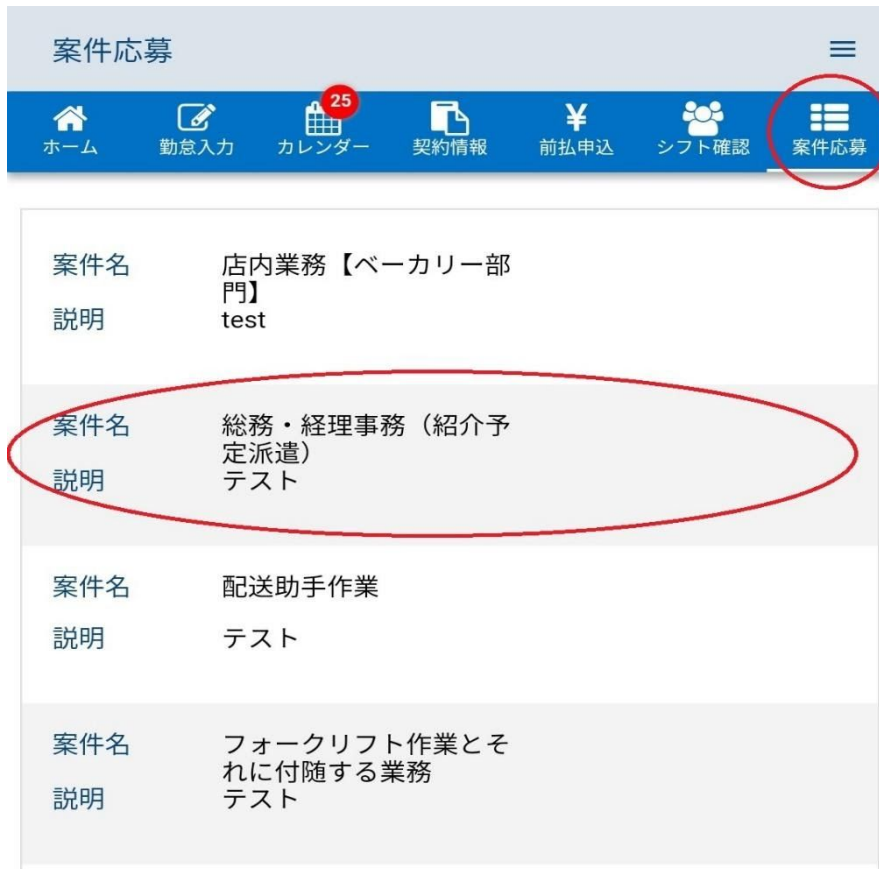 案件応募
25
ホーム 勤怠入力 カレンダー 契約情報 前払申込 シフト確認 案件応募
案件名 店内業務【ベーカリー部
門】
説明 test
案件名 総務・経理事務（紹介予
定派遣）
説明 テスト
案件名 配送助手作業
説明 テスト
案件名 フォークリフト作業とそ
れに付随する業務
説明 テスト